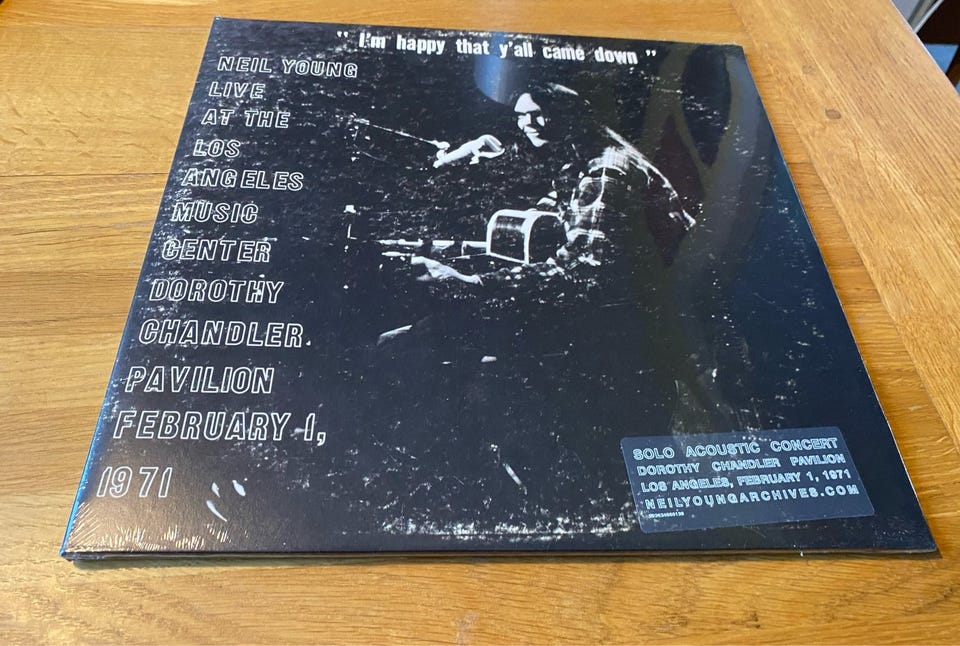 " I'm happy that y'all came down "
NEIL YOUNG
LIVE
AT THE
LOS
ANGELES
MUSIC
CENTER
DOROTHY
CHANDLER
PAVILION
FEBRUARY 1,
1971
SOLO ACOUSTIC CONCERT
DOROTHY CHANDLER PAVILION
LOS ANGELES, FEBRUARY 1, 1971
NEILYOUNGARCHIVES.COM